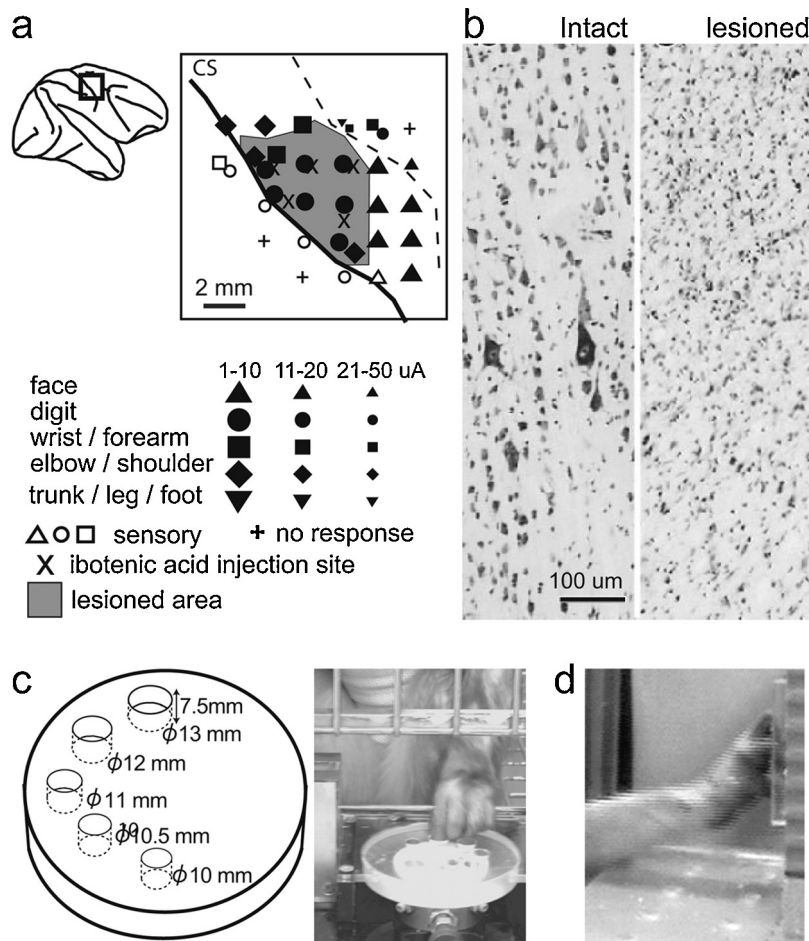 a
CS
2 mm
1-10 11-20 21-50 uA
face
digit
wrist / forearm
elbow / shoulder
trunk / leg / foot
sensory + no response
X ibotenic acid injection site
lesioned area
b
Intact lesioned
100 um
c
7.5mm
ϕ13 mm
ϕ12 mm
ϕ11 mm
10
ϕ10.5 mm
ϕ10 mm
d